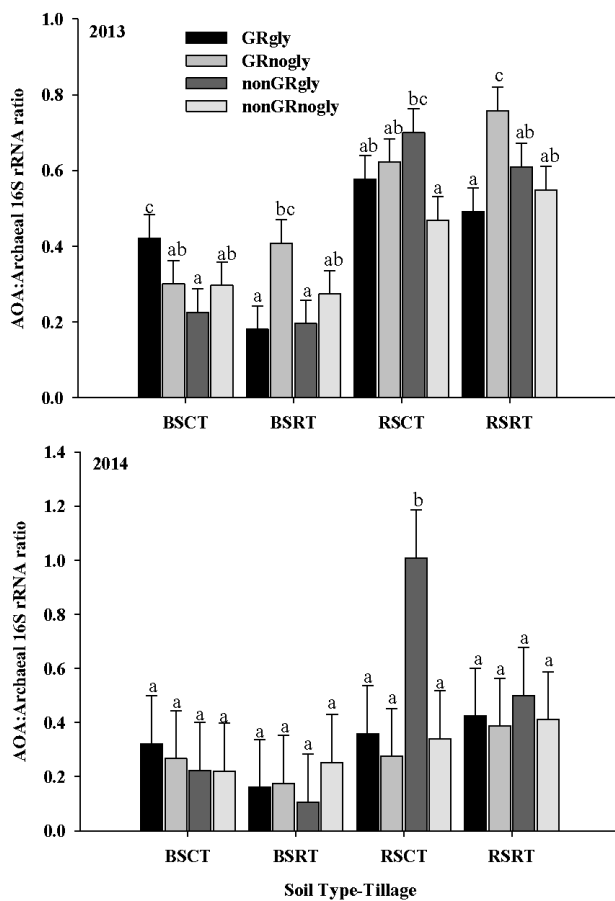 2013
GRgly
GRnogly
nonGRgly
nonGRnogly
AOA:Archaeal 16S rRNA ratio
1.0
0.8
0.6
0.4
0.2
0.0
c ab a ab
a bc a ab
ab ab bc a
a c ab ab
BSCT BSRT RSCT RSRT
2014
AOA:Archaeal 16S rRNA ratio
1.4
1.2
1.0
0.8
0.6
0.4
0.2
0.0
a a a a
a a a a
a a b a
a a a a
BSCT BSRT RSCT RSRT
Soil Type-Tillage